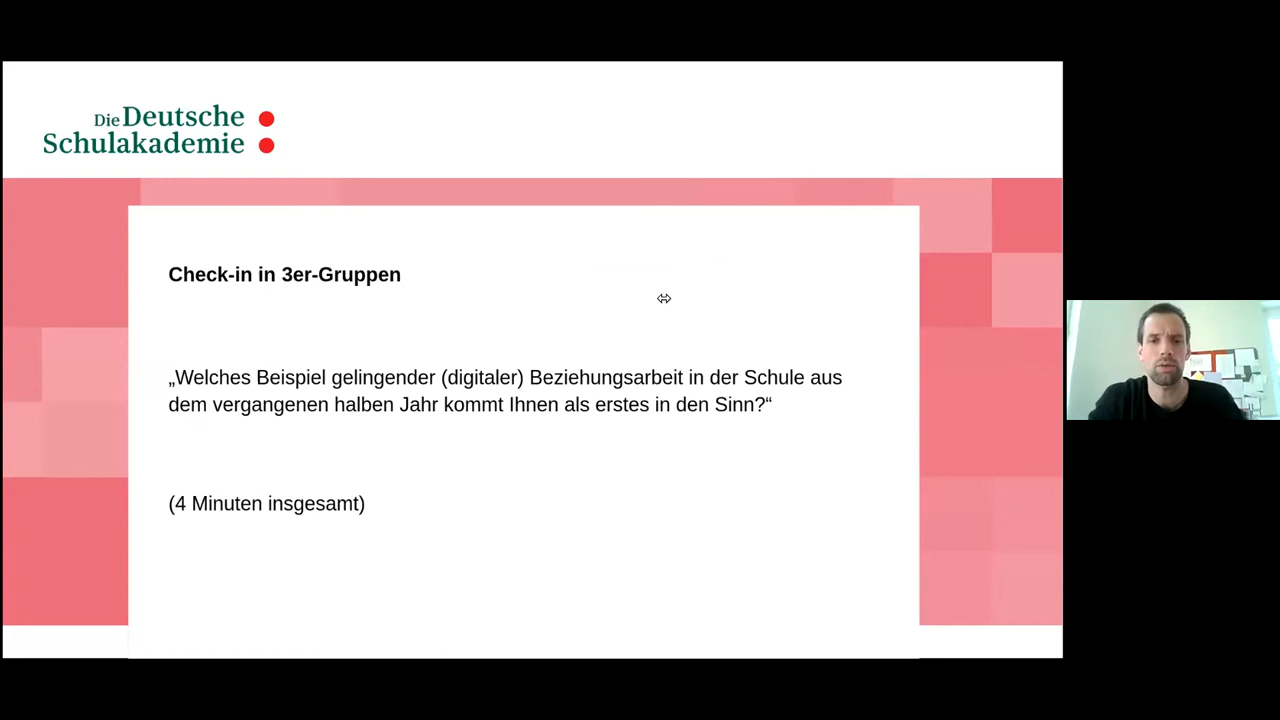 Die Deutsche
Schulakademie
Check-in in 3er-Gruppen
„Welches Beispiel gelingender (digitaler) Beziehungsarbeit in der Schule aus
dem vergangenen halben Jahr kommt Ihnen als erstes in den Sinn?“
(4 Minuten insgesamt)